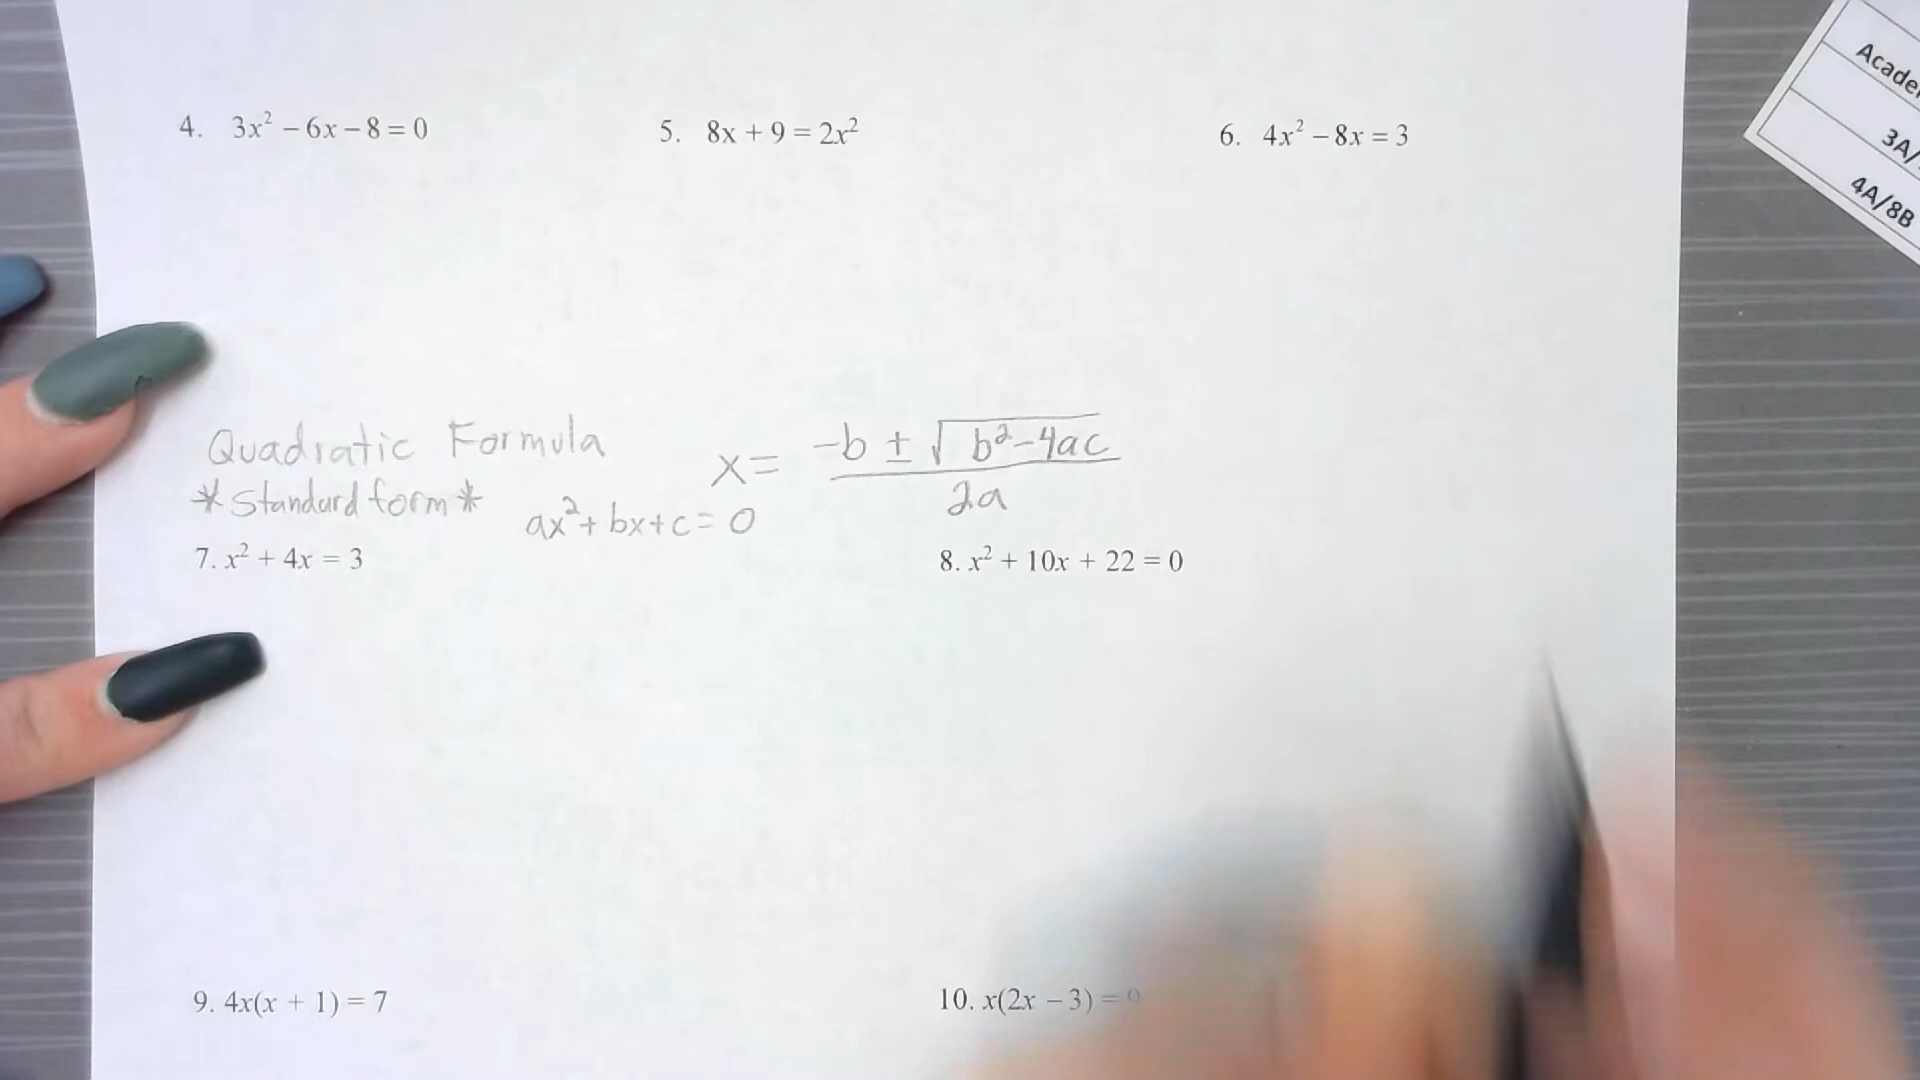 4. 3x² – 6x – 8 = 0
5. 8x + 9 = 2x²
6. 4x² – 8x = 3
Quadratic Formula
x = -b ± √b²-4ac / 2a
*Standard form*
ax²+bx+c=0
7. x² + 4x = 3
8. x² + 10x + 22 = 0
9. 4x(x + 1) = 7
10. x(2x – 3) =
3A/
4A/8B